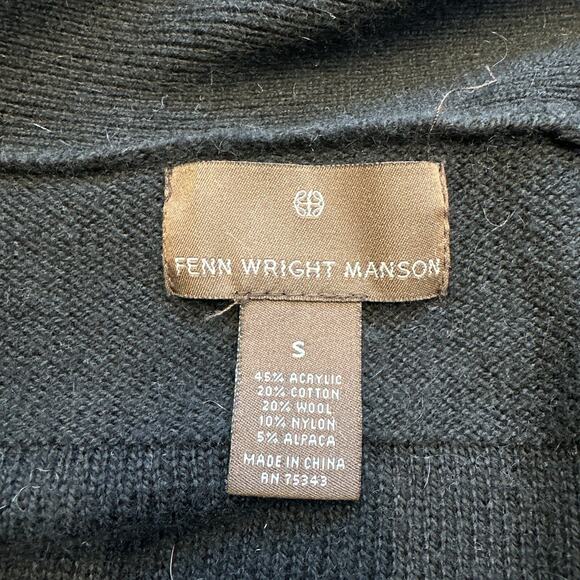 FENN WRIGHT MANSON
S
45% ACRYLIC
20% COTTON
20% WOOL
10% NYLON
5% ALPACA
MADE IN CHINA
RN 75343